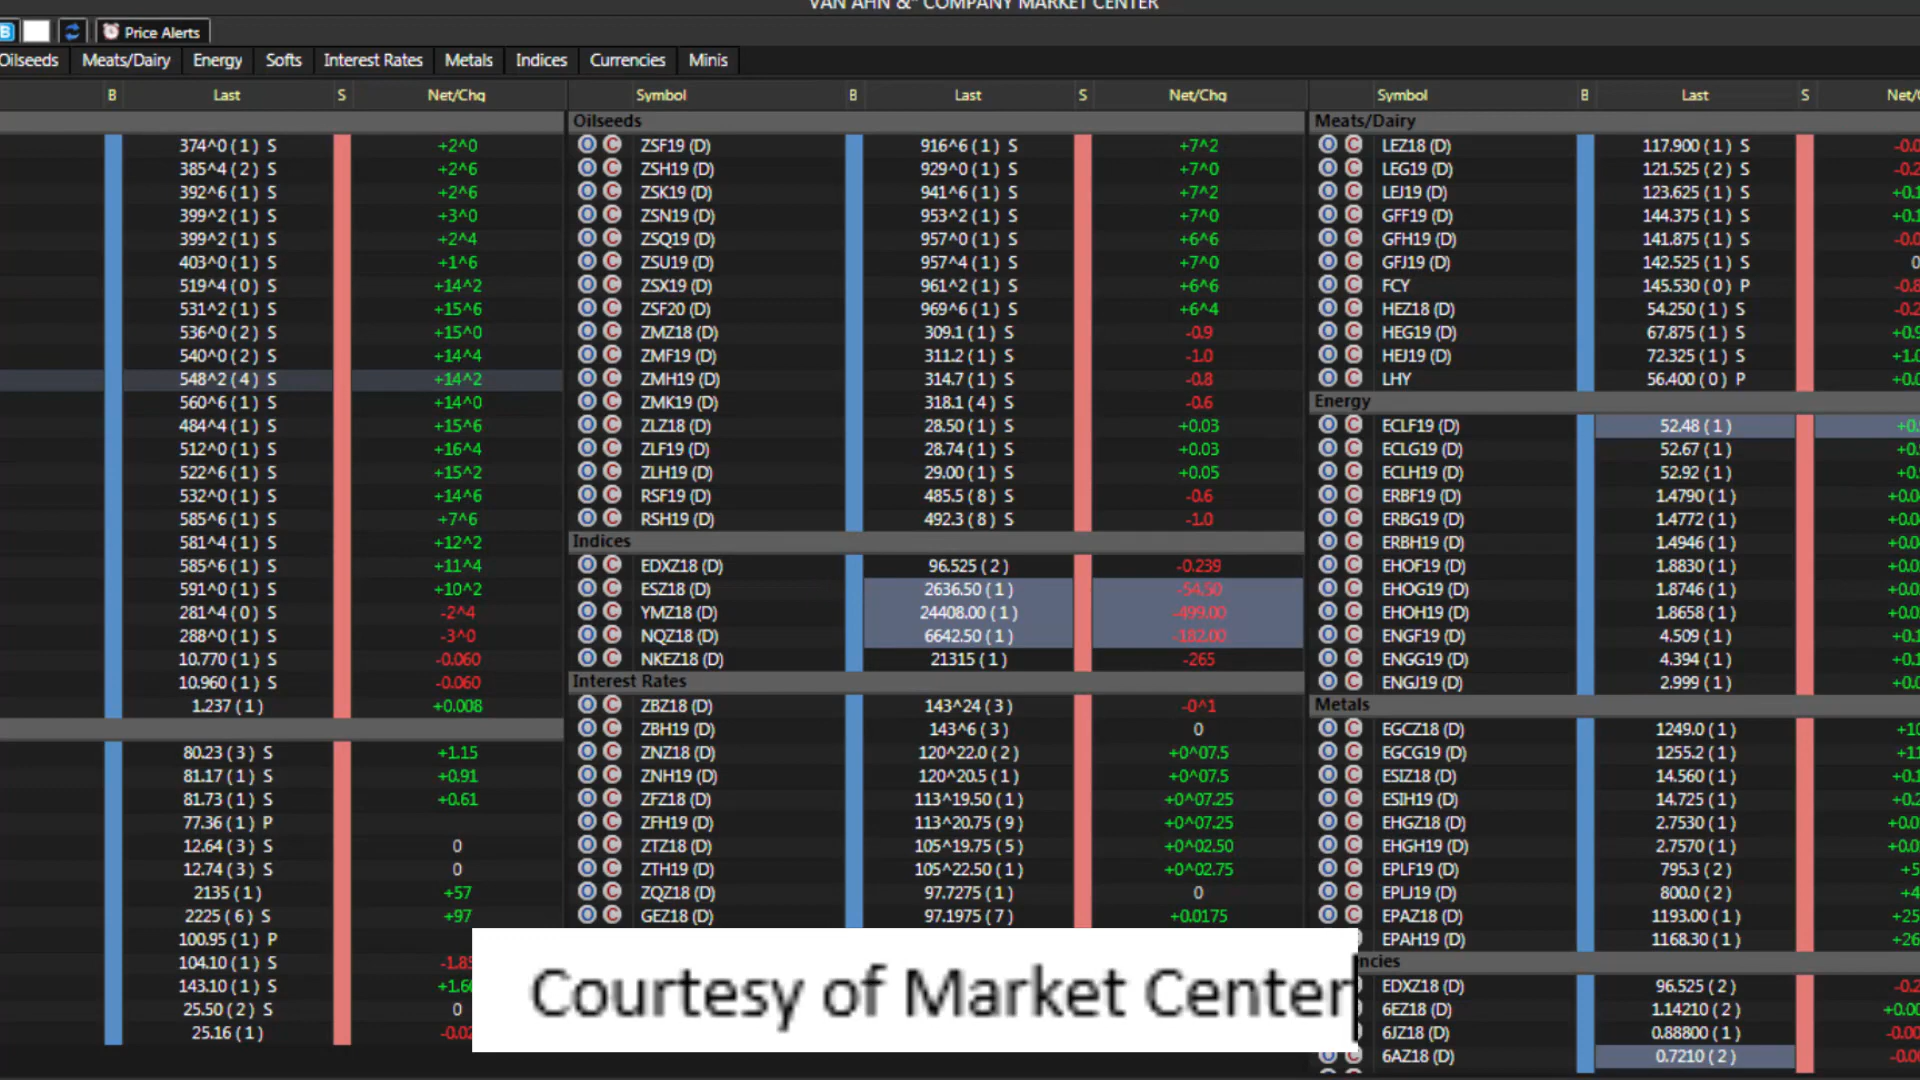 VAN AHN &" COMPANY MARKET CENTER
B Price Alerts
Oilseeds Meats/Dairy Energy Softs Interest Rates Metals Indices Currencies Minis
B Last S Net/Chg Symbol B Last S Net/Chg Symbol B Last S
Oilseeds Meats/Dairy
374^0 (1) S +2^0 O C ZSF19 (D) 916^6 (1) S +7^2 O C LEZ18 (D) 117.900 (1) S
385^4 (2) S +2^6 O C ZSH19 (D) 929^0 (1) S +7^0 O C LEG19 (D) 121.525 (2) S
392^6 (1) S +2^6 O C ZSK19 (D) 941^6 (1) S +7^2 O C LEJ19 (D) 123.625 (1) S
399^2 (1) S +3^0 O C ZSN19 (D) 953^2 (1) S +7^0 O C GFF19 (D) 144.375 (1) S
399^2 (1) S +2^4 O C ZSQ19 (D) 957^0 (1) S +6^6 O C GFH19 (D) 141.875 (1) S
403^0 (1) S +1^6 O C ZSU19 (D) 957^4 (1) S +7^0 O C GFJ19 (D) 142.525 (1) S 0
519^4 (0) S +14^2 O C ZSX19 (D) 961^2 (1) S +6^6 O C FCY 145.530 (0) P
531^2 (1) S +15^6 O C ZSF20 (D) 969^6 (1) S +6^4 O C HEZ18 (D) 54.250 (1) S
536^0 (2) S +15^0 O C ZMZ18 (D) 309.1 (1) S -0.9 O C HEG19 (D) 67.875 (1) S
540^0 (2) S +14^4 O C ZMF19 (D) 311.2 (1) S -1.0 O C HEJ19 (D) 72.325 (1) S
548^2 (4) S +14^2 O C ZMH19 (D) 314.7 (1) S -0.8 O C LHY 56.400 (0) P
560^6 (1) S +14^0 O C ZMK19 (D) 318.1 (4) S -0.6 Energy
484^4 (1) S +15^6 O C ZLZ18 (D) 28.50 (1) S +0.03 O C ECLF19 (D) 52.48 (1)
512^0 (1) S +16^4 O C ZLF19 (D) 28.74 (1) S +0.03 O C ECLG19 (D) 52.67 (1)
522^6 (1) S +15^2 O C ZLH19 (D) 29.00 (1) S +0.05 O C ECLH19 (D) 52.92 (1)
532^0 (1) S +14^6 O C RSF19 (D) 485.5 (8) S -0.6 O C ERBF19 (D) 1.4790 (1)
585^6 (1) S +7^6 O C RSH19 (D) 492.3 (8) S -1.0 O C ERBG19 (D) 1.4772 (1)
581^4 (1) S +12^2 Indices O C ERBH19 (D) 1.4946 (1)
585^6 (1) S +11^4 O C EDXZ18 (D) 96.525 (2) -0.239 O C EHOF19 (D) 1.8830 (1)
591^0 (1) S +10^2 O C ESZ18 (D) 2636.50 (1) -54.50 O C EHOG19 (D) 1.8746 (1)
281^4 (0) S -2^4 O C YMZ18 (D) 24408.00 (1) -499.00 O C EHOH19 (D) 1.8658 (1)
288^0 (1) S -3^0 O C NQZ18 (D) 6642.50 (1) -182.00 O C ENGF19 (D) 4.509 (1)
10.770 (1) S -0.060 O C NKEZ18 (D) 21315 (1) -265 O C ENGG19 (D) 4.394 (1)
10.960 (1) S -0.060 Interest Rates O C ENGJ19 (D) 2.999 (1)
1.237 (1) +0.008 O C ZBZ18 (D) 143^24 (3) -0^1 Metals
O C ZBH19 (D) 143^6 (3) 0 O C EGCZ18 (D) 1249.0 (1)
80.23 (3) S +1.15 O C ZNZ18 (D) 120^22.0 (2) +0^07.5 O C EGCG19 (D) 1255.2 (1)
81.17 (1) S +0.91 O C ZNH19 (D) 120^20.5 (1) +0^07.5 O C ESIZ18 (D) 14.560 (1)
81.73 (1) S +0.61 O C ZFZ18 (D) 113^19.50 (1) +0^07.25 O C ESIH19 (D) 14.725 (1)
77.36 (1) P O C ZFH19 (D) 113^20.75 (9) +0^07.25 O C EHGZ18 (D) 2.7530 (1)
12.64 (3) S 0 O C ZTZ18 (D) 105^19.75 (5) +0^02.50 O C EHGH19 (D) 2.7570 (1)
12.74 (3) S 0 O C ZTH19 (D) 105^22.50 (1) +0^02.75 O C EPLF19 (D) 795.3 (2)
2135 (1) +57 O C ZQZ18 (D) 97.7275 (1) 0 O C EPLJ19 (D) 800.0 (2)
2225 (6) S +97 O C GEZ18 (D) 97.1975 (7) +0.0175 O C EPAZ18 (D) 1193.00 (1)
100.95 (1) P EPAH19 (D) 1168.30 (1)
104.10 (1) S
143.10 (1) S EDXZ18 (D) 96.525 (2)
25.50 (2) S 0 6EZ18 (D) 1.14210 (2)
25.16 (1) 6JZ18 (D) 0.88800 (1)
O C 6AZ18 (D) 0.7210 (2)
Courtesy of Market Center